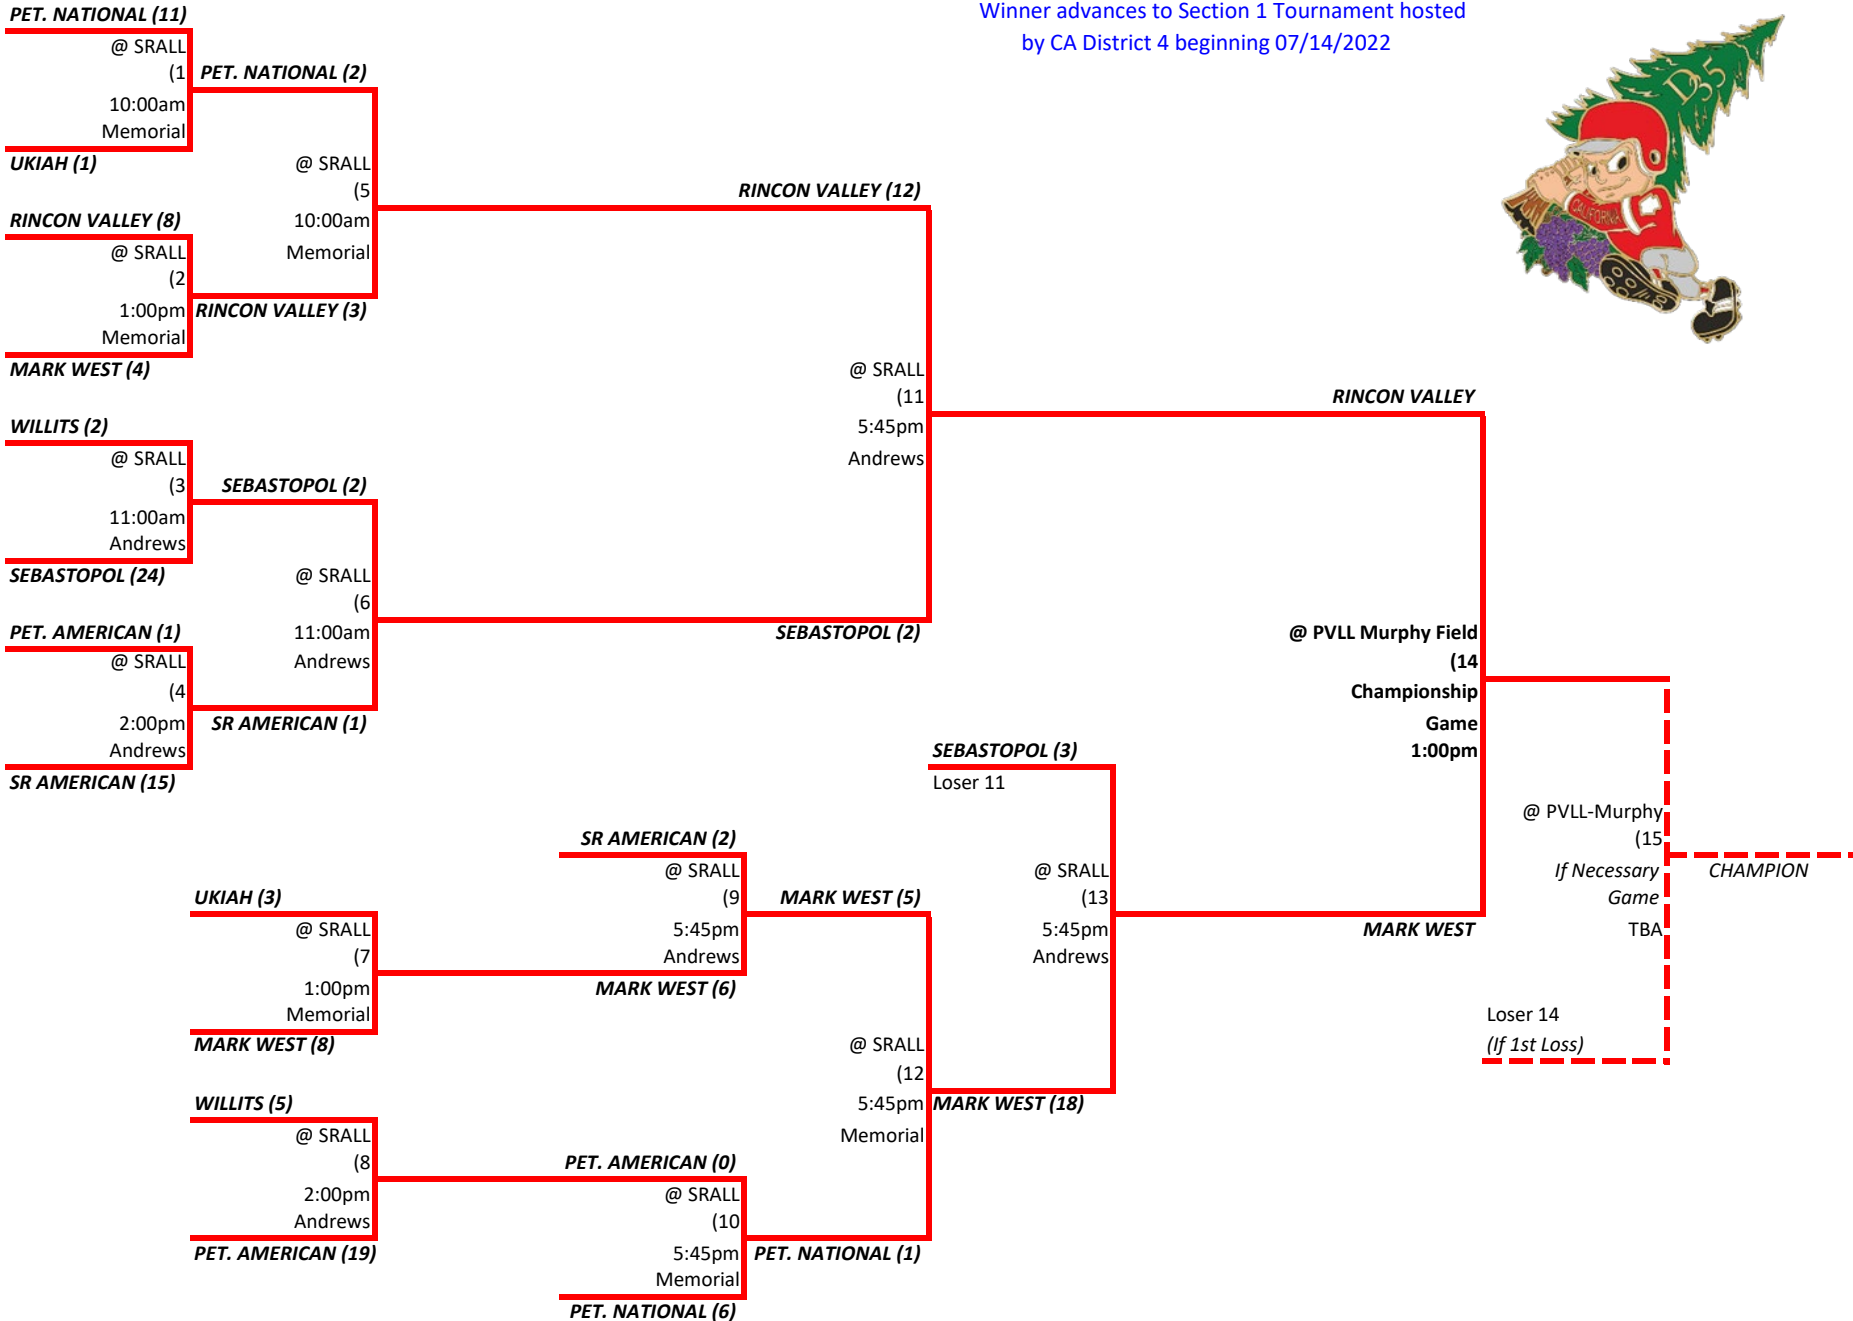 PET. NATIONAL (11)
Winner advances to Section 1 Tournament hosted
by CA District 4 beginning 07/14/2022
D35
CALIFORNIA
@ SRALL
(1
10:00am
Memorial
PET. NATIONAL (2)
UKIAH (1)
@ SRALL
(5
10:00am
Memorial
RINCON VALLEY (8)
@ SRALL
(2
1:00pm
Memorial
RINCON VALLEY (3)
MARK WEST (4)
RINCON VALLEY (12)
WILLITS (2)
@ SRALL
(3
11:00am
Andrews
SEBASTOPOL (2)
SEBASTOPOL (24)
@ SRALL
(6
11:00am
Andrews
PET. AMERICAN (1)
@ SRALL
(4
2:00pm
Andrews
SR AMERICAN (1)
SR AMERICAN (15)
SEBASTOPOL (2)
@ SRALL
(11
5:45pm
Andrews
RINCON VALLEY
@ PVLL Murphy Field
(14
Championship
Game
1:00pm
SEBASTOPOL (3)
Loser 11
SR AMERICAN (2)
@ SRALL
(9
5:45pm
Andrews
MARK WEST (5)
UKIAH (3)
@ SRALL
(7
1:00pm
Memorial
MARK WEST (6)
MARK WEST (8)
@ SRALL
(13
5:45pm
Andrews
MARK WEST
@ PVLL-Murphy
(15
If Necessary
Game
TBA
CHAMPION
Loser 14
(If 1st Loss)
@ SRALL
(12
5:45pm
Memorial
MARK WEST (18)
WILLITS (5)
@ SRALL
(8
2:00pm
Andrews
PET. AMERICAN (0)
PET. AMERICAN (19)
@ SRALL
(10
5:45pm
Memorial
PET. NATIONAL (1)
PET. NATIONAL (6)